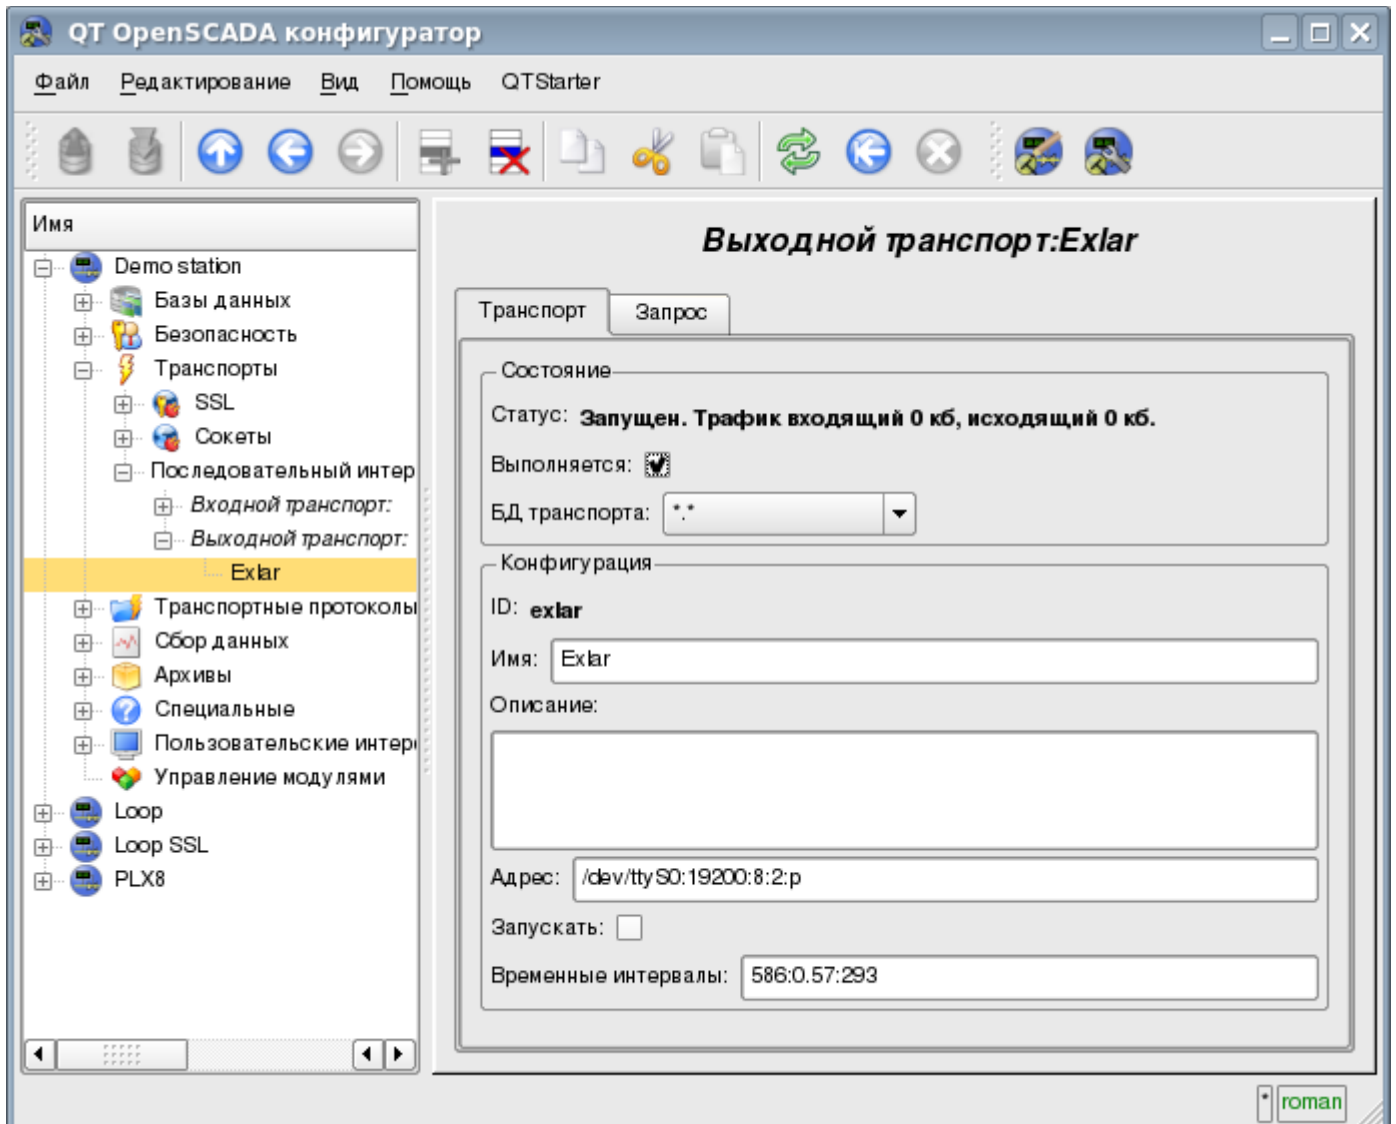 QT OpenSCADA конфигуратор
Файл Редактирование Вид Помощь QTStarter
Имя
Demo station
Базы данных
Безопасность
Транспорты
SSL
Сокеты
Последовательный интер
Входной транспорт:
Выходной транспорт:
Exlar
Транспортные протоколы
Сбор данных
Архивы
Специальные
Пользовательские интер
Управление модулями
Loop
Loop SSL
PLX8
Выходной транспорт:Exlar
Транспорт Запрос
Состояние
Статус: Запущен. Трафик входящий 0 кб, исходящий 0 кб.
Выполняется:
БД транспорта: *.*
Конфигурация
ID: exlar
Имя: Exlar
Описание:
Адрес: /dev/ttyS0:19200:8:2:p
Запускать:
Временные интервалы: 586:0.57:293
* roman